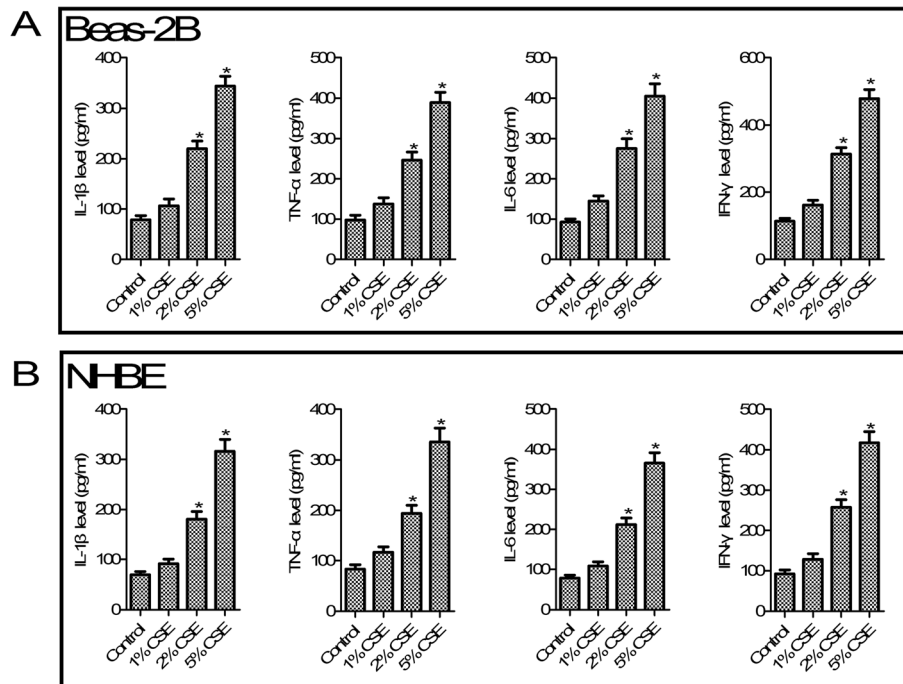 A
Beas-2B
IL-1β level (pg/ml)
400
300
200
100
0
Control
1% CSE
2% CSE
5% CSE
*
*
TNF-α level (pg/ml)
500
400
300
200
100
0
Control
1% CSE
2% CSE
5% CSE
*
*
IL-6 level (pg/ml)
500
400
300
200
100
0
Control
1% CSE
2% CSE
5% CSE
*
*
IFN-γ level (pg/ml)
600
400
200
0
Control
1% CSE
2% CSE
5% CSE
*
*
B
NHBE
IL-1β level (pg/ml)
400
300
200
100
0
Control
1% CSE
2% CSE
5% CSE
*
*
TNF-α level (pg/ml)
400
300
200
100
0
Control
1% CSE
2% CSE
5% CSE
*
*
IL-6 level (pg/ml)
500
400
300
200
100
0
Control
1% CSE
2% CSE
5% CSE
*
*
IFN-γ level (pg/ml)
500
400
300
200
100
0
Control
1% CSE
2% CSE
5% CSE
*
*